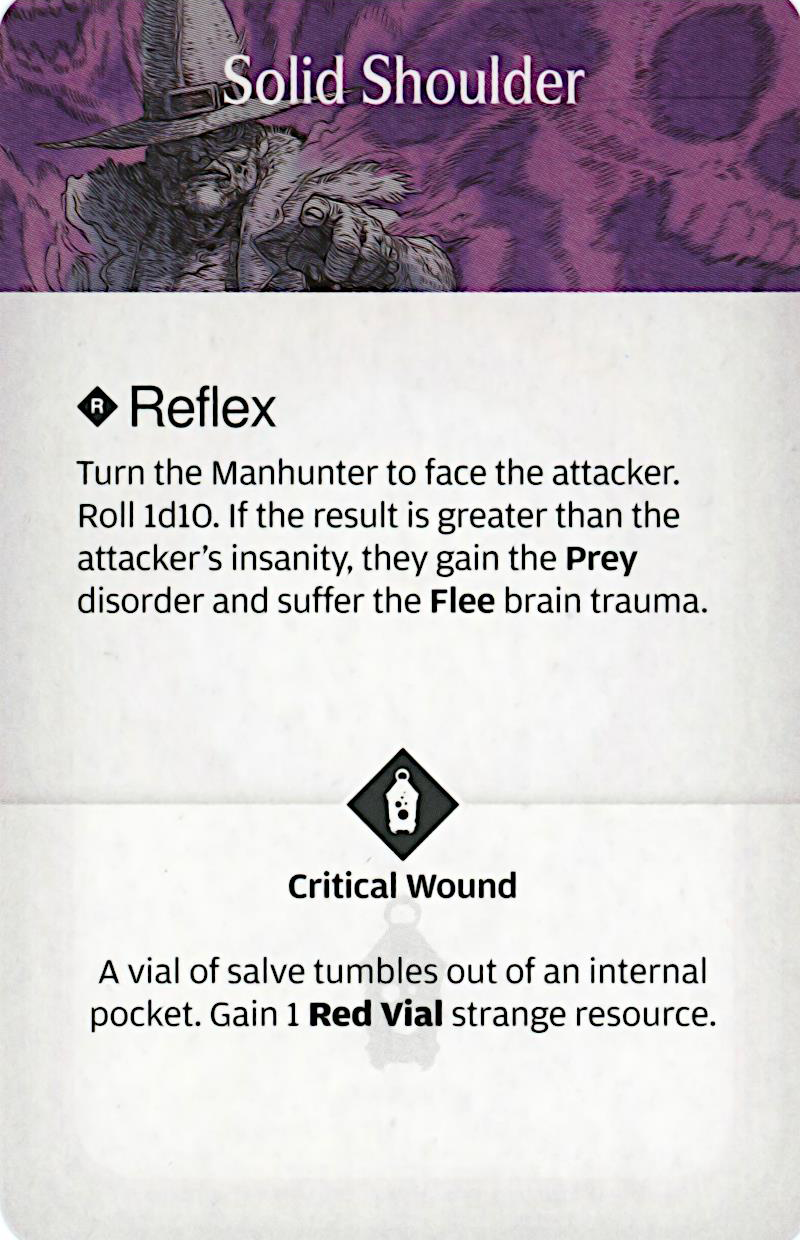 Solid Shoulder
R Reflex
Turn the Manhunter to face the attacker.
Roll 1d10. If the result is greater than the
attacker’s insanity, they gain the Prey
disorder and suffer the Flee brain trauma.
Critical Wound
A vial of salve tumbles out of an internal
pocket. Gain 1 Red Vial strange resource.